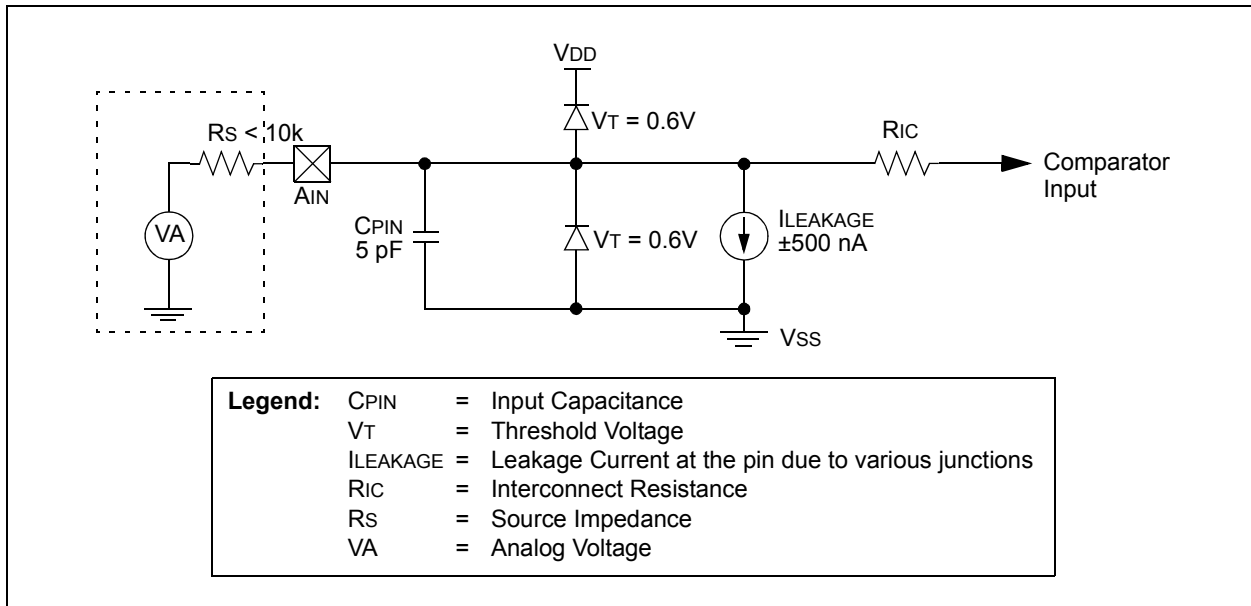 VDD
VT = 0.6V
RS < 10k
RIC
AIN
Comparator
Input
VA
CPIN
5 pF
VT = 0.6V
ILEAKAGE
±500 nA
VSS
Legend: CPIN = Input Capacitance
VT = Threshold Voltage
ILEAKAGE = Leakage Current at the pin due to various junctions
RIC = Interconnect Resistance
RS = Source Impedance
VA = Analog Voltage